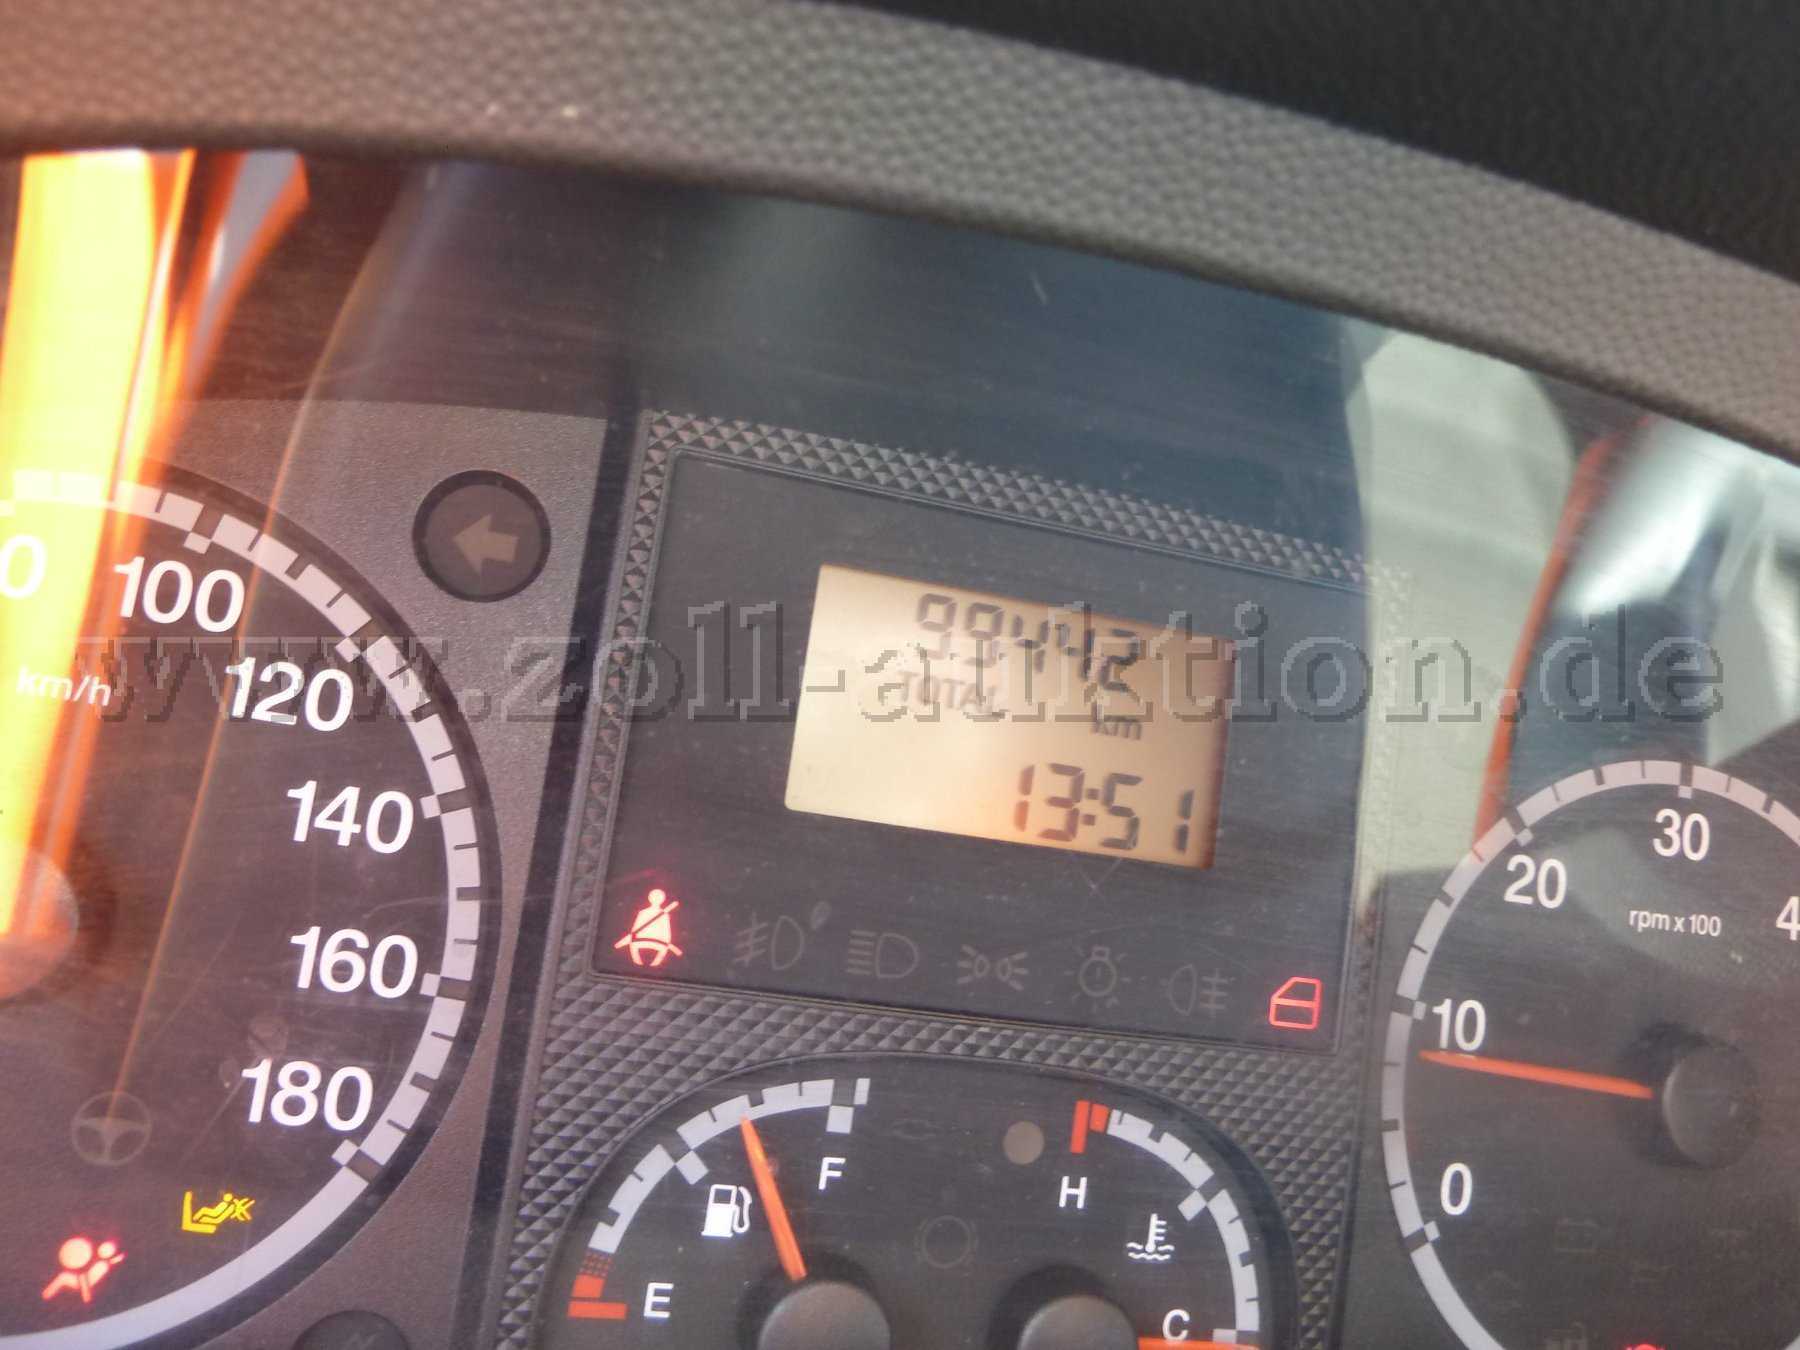 99442
TOTAL km
13:51
www.zoll-auktion.de
100
120
140
160
180
km/h
0
10
20
30
rpm x 100
E
F
H
C